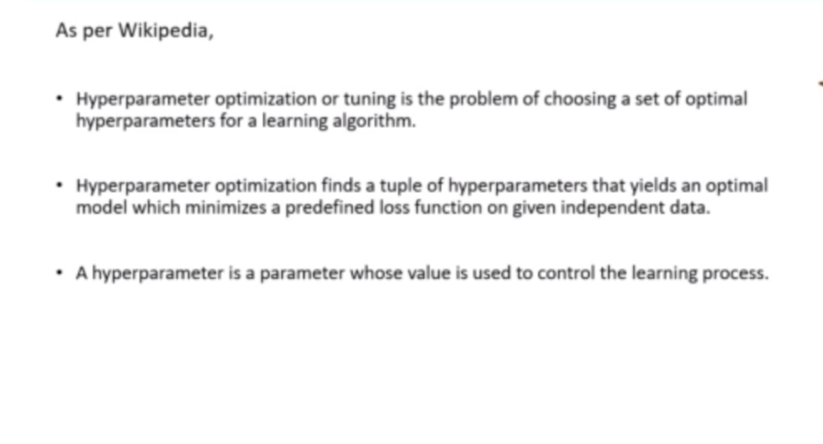 As per Wikipedia,
• Hyperparameter optimization or tuning is the problem of choosing a set of optimal
hyperparameters for a learning algorithm.
• Hyperparameter optimization finds a tuple of hyperparameters that yields an optimal
model which minimizes a predefined loss function on given independent data.
• A hyperparameter is a parameter whose value is used to control the learning process.